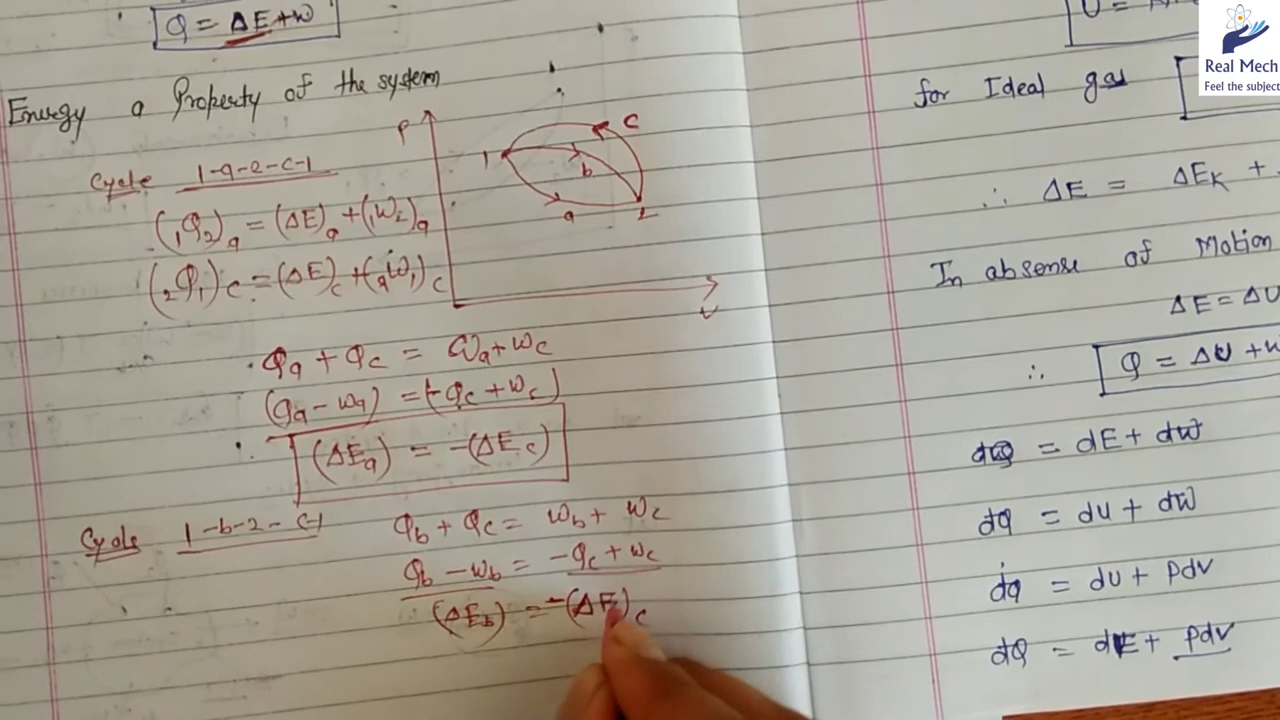 Q = ΔE + W
Energy a Property of the system
Cycle 1-a-2-c-1
(₁Q₂)a = (ΔE)a + (₁W₂)a
(₂Q₁)c = (ΔE)c + (₂W₁)c
Qa + Qc = Wa + Wc
(Qa - Wa) = (-Qc + Wc)
(ΔEa) = -(ΔEc)
Cycle 1-b-2-c-1
Qb + Qc = Wb + Wc
Qb - Wb = -Qc + Wc
(ΔEb) = -(ΔE)c
P
1
C
b
a
2
v
U =
for Ideal gas
∴ ΔE = ΔEK +
In absense of Motion
ΔE = ΔU
∴ Q = ΔU + W
dQ = dE + dW
dQ = du + dW
dQ = du + Pdv
dQ = dE + pdv
Real Mech
Feel the subject